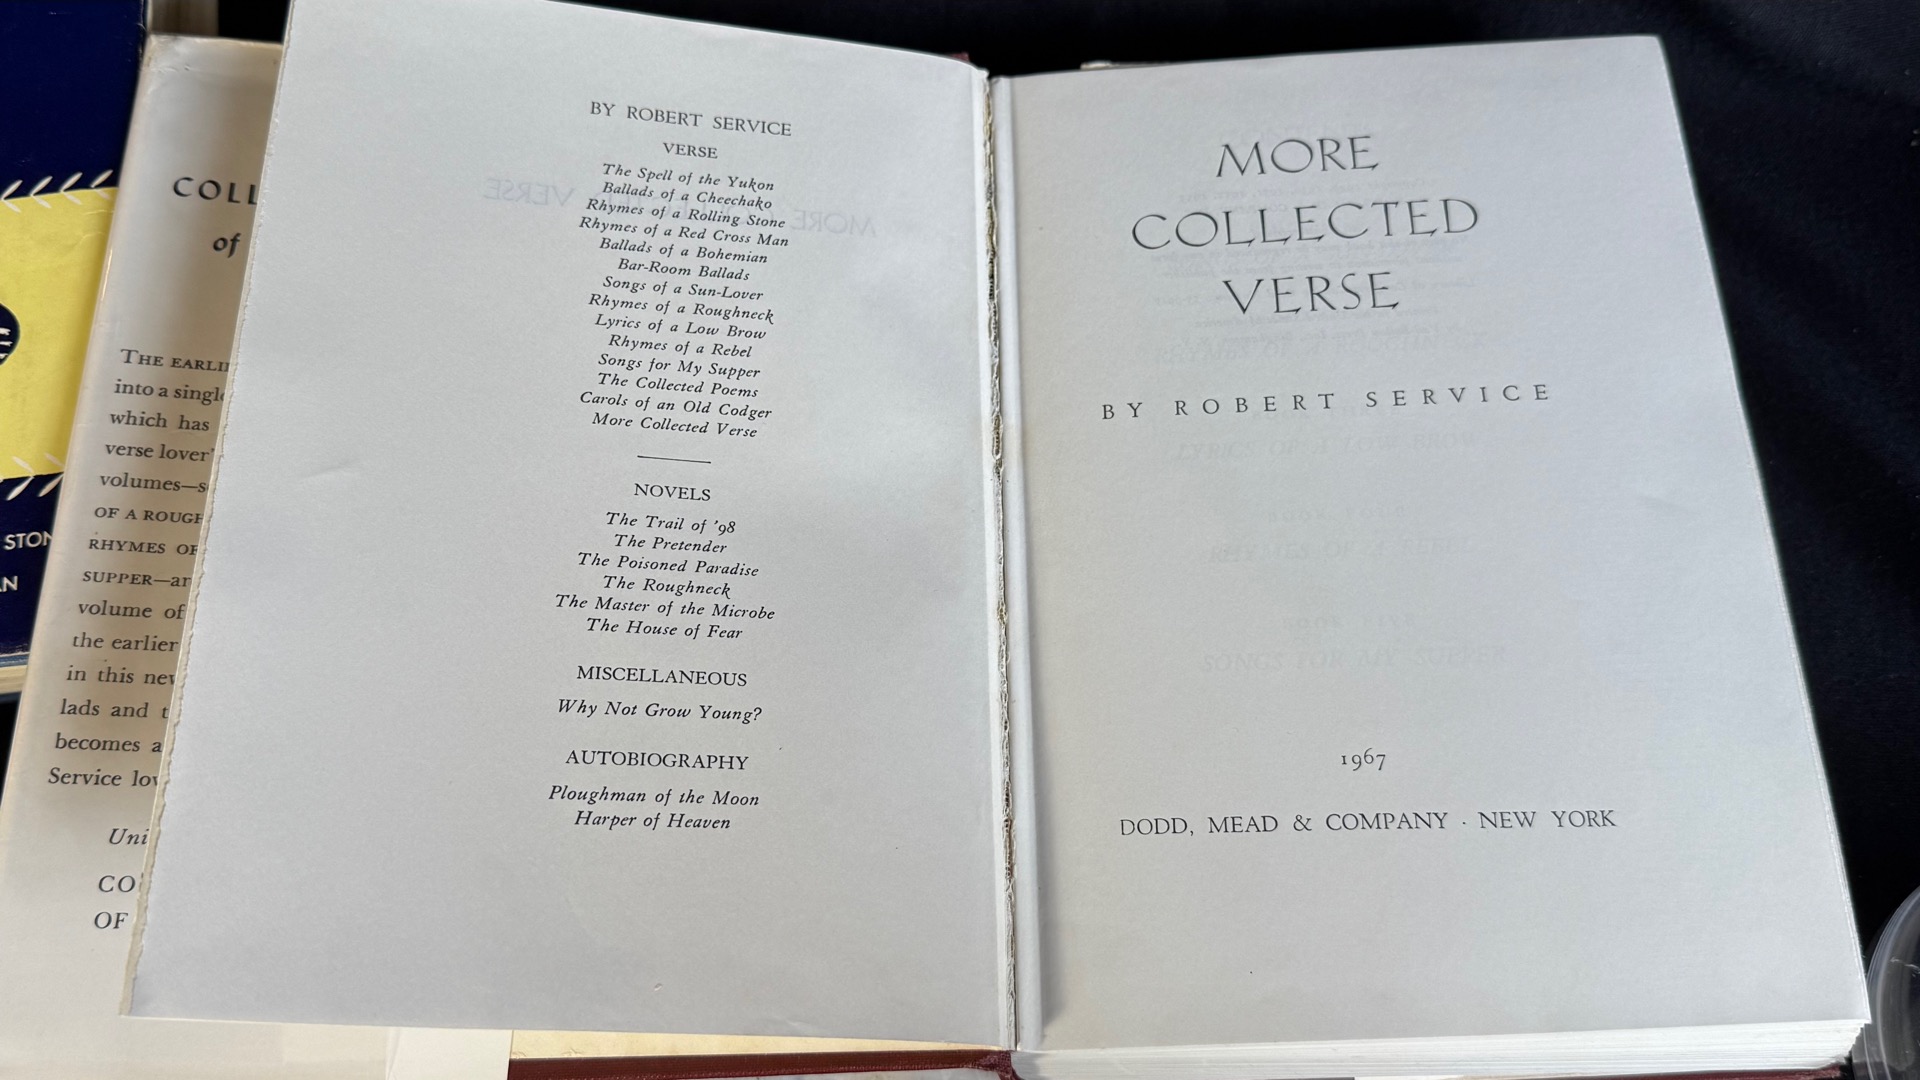 COLL
of
THE EARLI
into a singl
which has
verse lover'
volumes—s
OF A ROUGH
RHYMES OF
SUPPER—ar
volume of
the earlier
in this new
lads and t
becomes a
Service lov
Uni
CO
OF
STON
AN
BY ROBERT SERVICE
VERSE
The Spell of the Yukon
Ballads of a Cheechako
Rhymes of a Rolling Stone
Rhymes of a Red Cross Man
Ballads of a Bohemian
Bar-Room Ballads
Songs of a Sun-Lover
Rhymes of a Roughneck
Lyrics of a Low Brow
Rhymes of a Rebel
Songs for My Supper
The Collected Poems
Carols of an Old Codger
More Collected Verse
NOVELS
The Trail of '98
The Pretender
The Poisoned Paradise
The Roughneck
The Master of the Microbe
The House of Fear
MISCELLANEOUS
Why Not Grow Young?
AUTOBIOGRAPHY
Ploughman of the Moon
Harper of Heaven
MORE
COLLECTED
VERSE
BY ROBERT SERVICE
1967
DODD, MEAD & COMPANY · NEW YORK